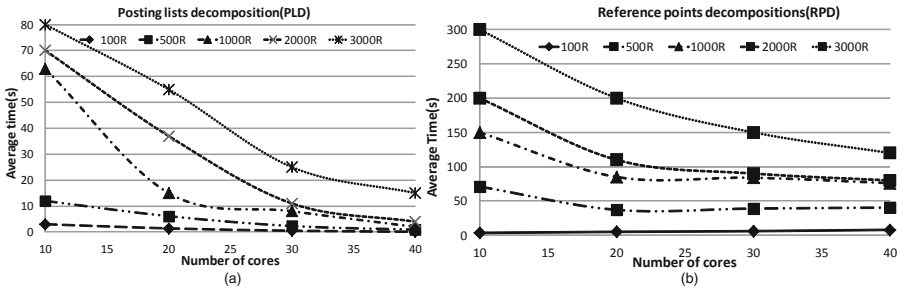 Posting lists decomposition(PLD)
100R 500R 1000R 2000R 3000R
80
70
60
50
40
30
20
10
0
Average time(s)
10 15 20 25 30 35 40
Number of cores
(a)
Reference points decompositions(RPD)
100R 500R 1000R 2000R 3000R
300
250
200
150
100
50
0
Average Time(s)
10 15 20 25 30 35 40
Number of cores
(b)